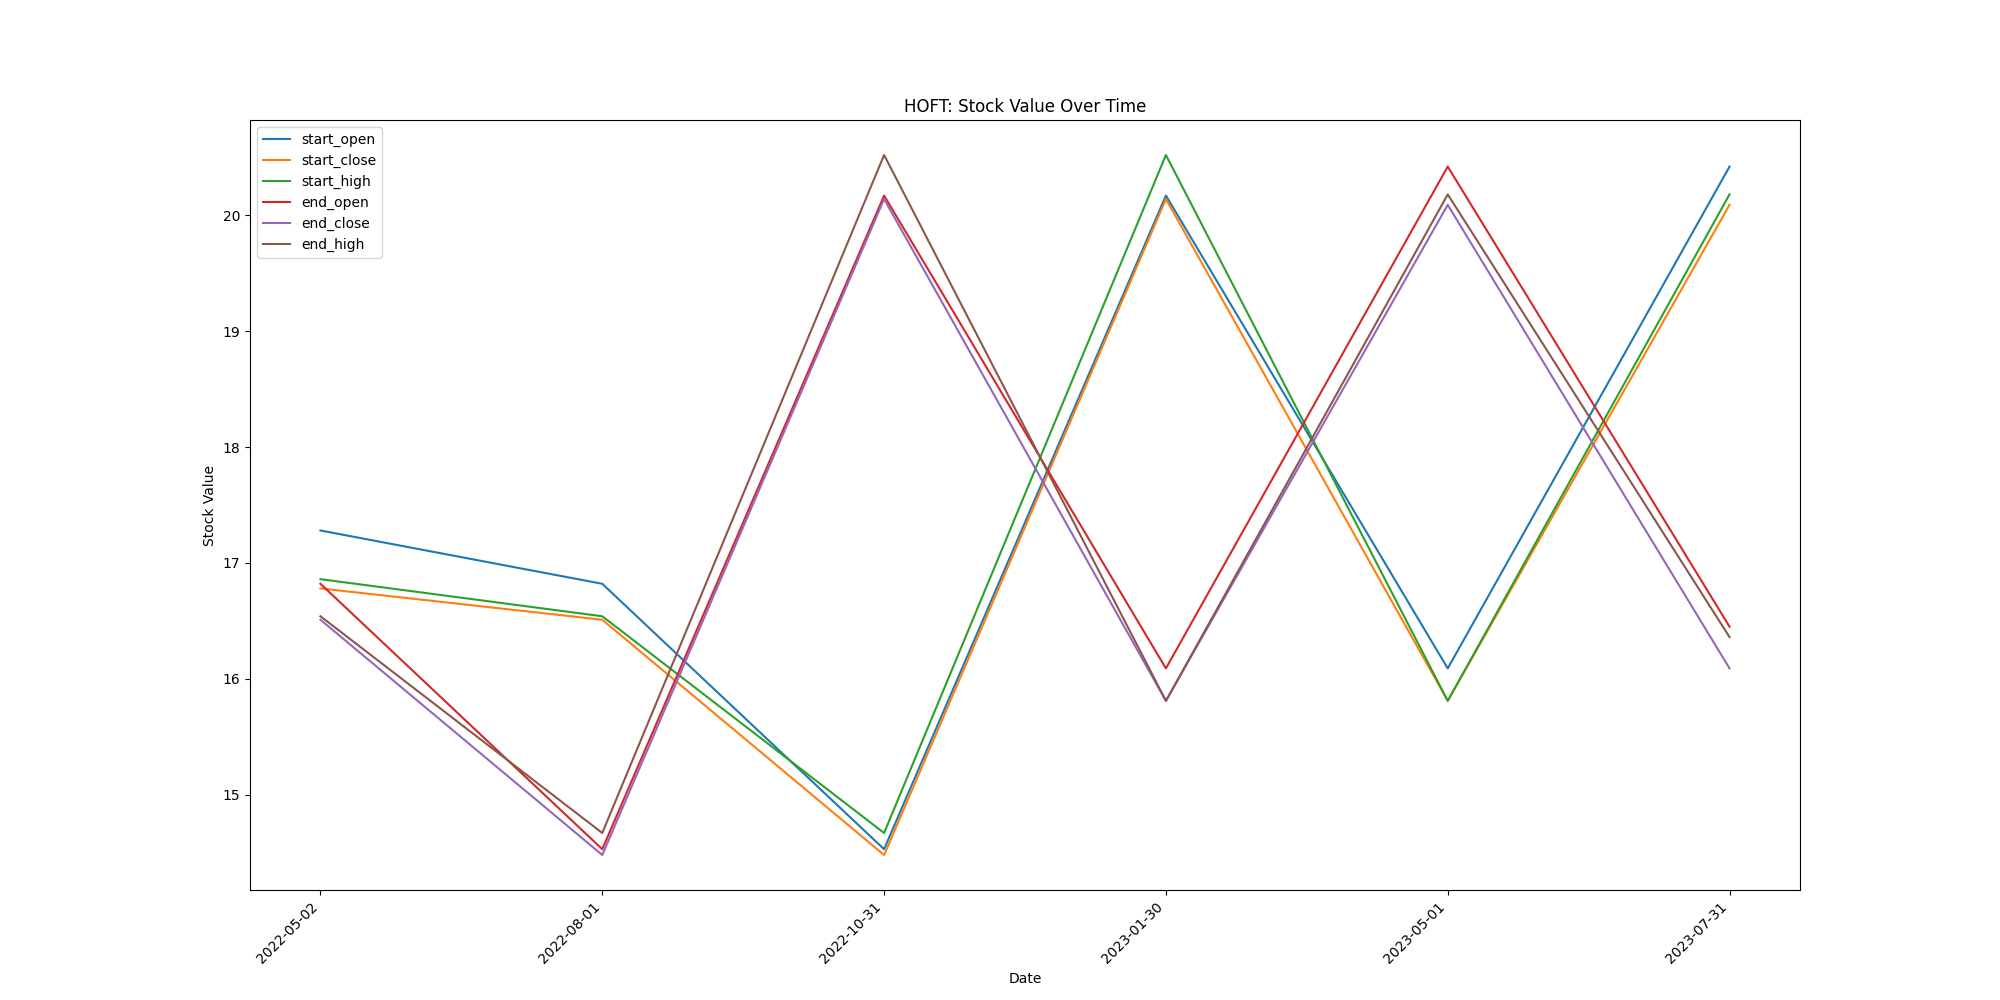 HOFT: Stock Value Over Time
start_open
start_close
start_high
end_open
end_close
end_high
Stock Value
20
19
18
17
16
15
2022-05-02
2022-08-01
2022-10-31
2023-01-30
2023-05-01
2023-07-31
Date